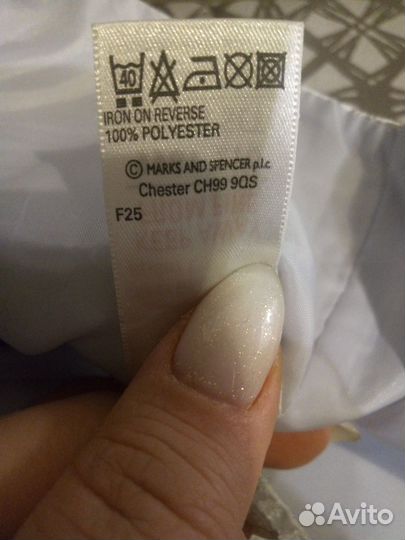 40
IRON ON REVERSE
100% POLYESTER
© MARKS AND SPENCER p.l.c.
Chester CH99 9QS
F25
Avito